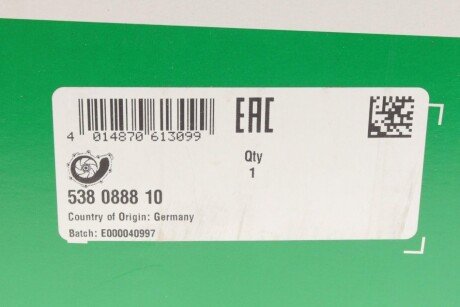 4 014870 613099
EAC
Qty
1
538 0888 10
Country of Origin: Germany
Batch: E000040997